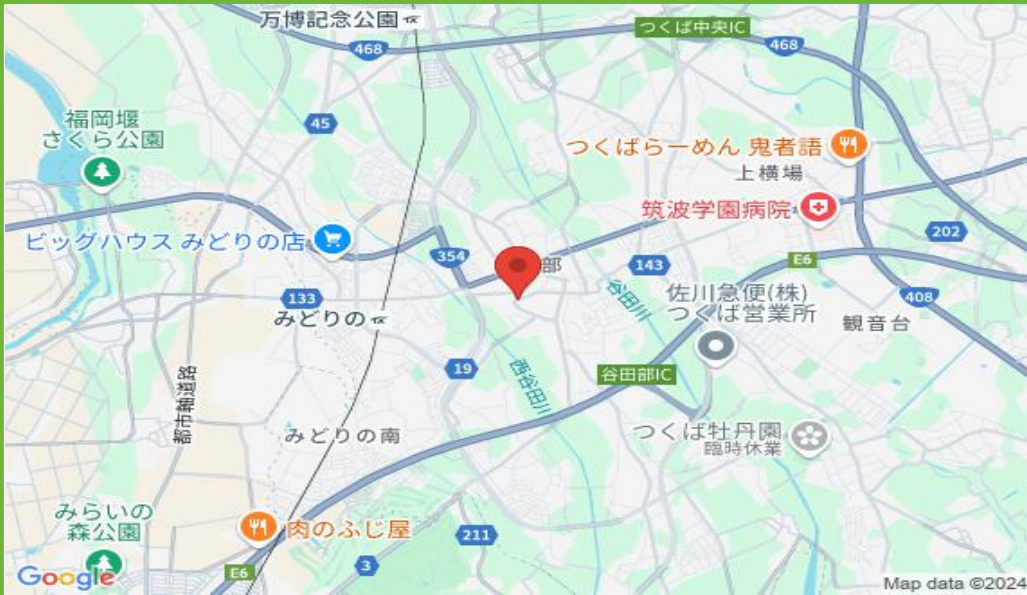 万博記念公園
つくば中央IC
468
468
福岡堰
さくら公園
45
つくばらーめん 鬼者語
上横場
筑波学園病院
ビッグハウス みどりの店
354
部
143
202
E6
133
みどりの
谷田川
佐川急便(株)
つくば営業所
408
観音台
19
西谷田川
谷田部IC
都市軸道路
みどりの南
つくば牡丹園
臨時休業
みらいの
森公園
肉のふじ屋
211
3
E6
Google
Map data ©2024